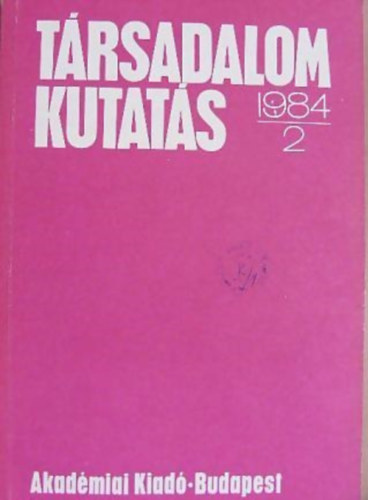 TÁRSADALOM
KUTATÁS
1984
2
Akadémiai Kiadó·Budapest